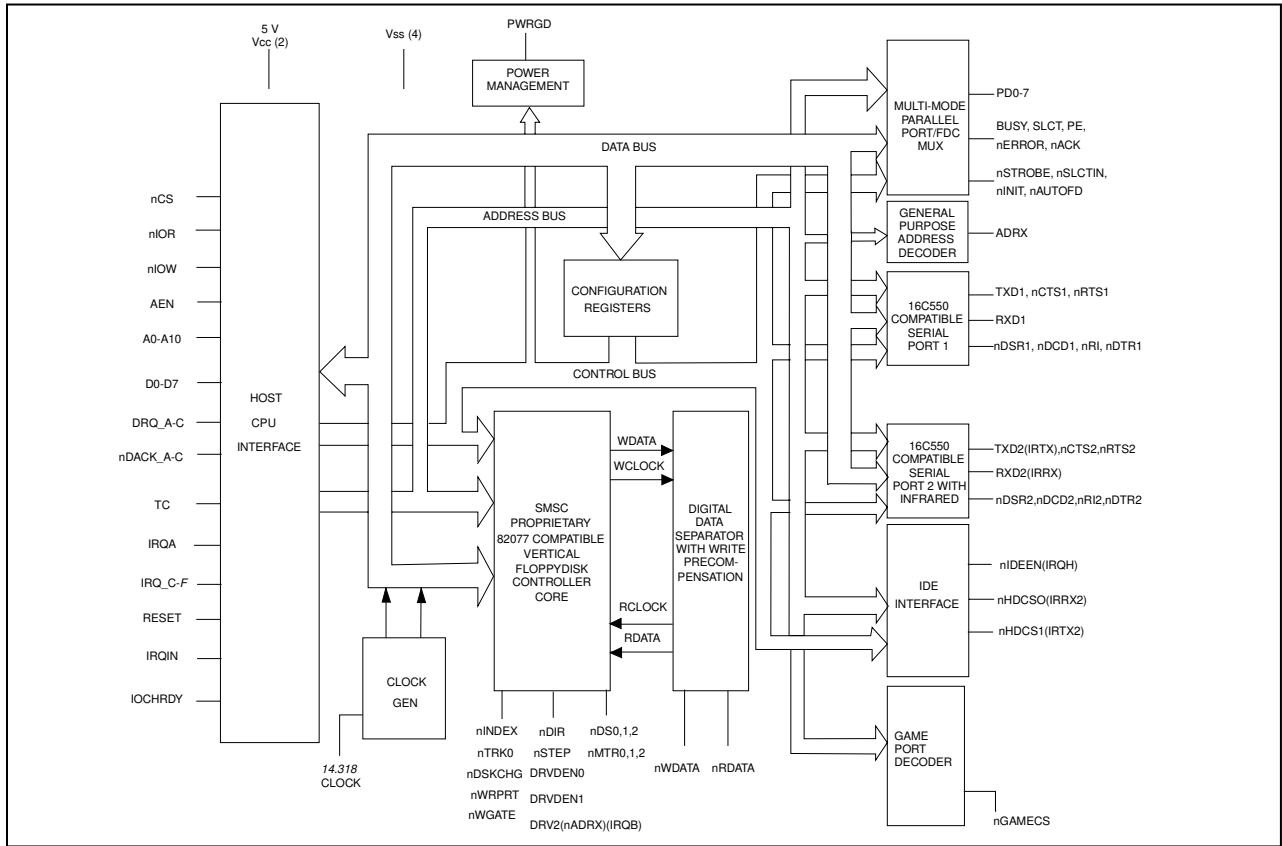 5 V
Vcc (2)
Vss (4)
PWRGD
POWER
MANAGEMENT
DATA BUS
ADDRESS BUS
CONFIGURATION
REGISTERS
CONTROL BUS
nCS
nIOR
nIOW
AEN
A0-A10
D0-D7
DRQ_A-C
nDACK_A-C
TC
IRQA
IRQ_C-F
RESET
IRQIN
IOCHRDY
HOST
CPU
INTERFACE
CLOCK
GEN
14.318
CLOCK
SMSC
PROPRIETARY
82077 COMPATIBLE
VERTICAL
FLOPPYDISK
CONTROLLER
CORE
WDATA
WCLOCK
RCLOCK
RDATA
DIGITAL
DATA
SEPARATOR
WITH WRITE
PRECOM-
PENSATION
nINDEX
nTRK0
nDSKCHG
nWRPRT
nWGATE
nDIR
nSTEP
DRVDEN0
DRVDEN1
DRV2(nADRX)(IRQB)
nDS0,1,2
nMTR0,1,2
nWDATA
nRDATA
MULTI-MODE
PARALLEL
PORT/FDC
MUX
PD0-7
BUSY, SLCT, PE,
nERROR, nACK
nSTROBE, nSLCTIN,
nINIT, nAUTOFD
GENERAL
PURPOSE
ADDRESS
DECODER
ADRX
16C550
COMPATIBLE
SERIAL
PORT 1
TXD1, nCTS1, nRTS1
RXD1
nDSR1, nDCD1, nRI, nDTR1
16C550
COMPATIBLE
SERIAL
PORT 2 WITH
INFRARED
TXD2(IRTX),nCTS2,nRTS2
RXD2(IRRX)
nDSR2,nDCD2,nRI2,nDTR2
IDE
INTERFACE
nIDEEN(IRQH)
nHDCSO(IRRX2)
nHDCS1(IRTX2)
GAME
PORT
DECODER
nGAMECS